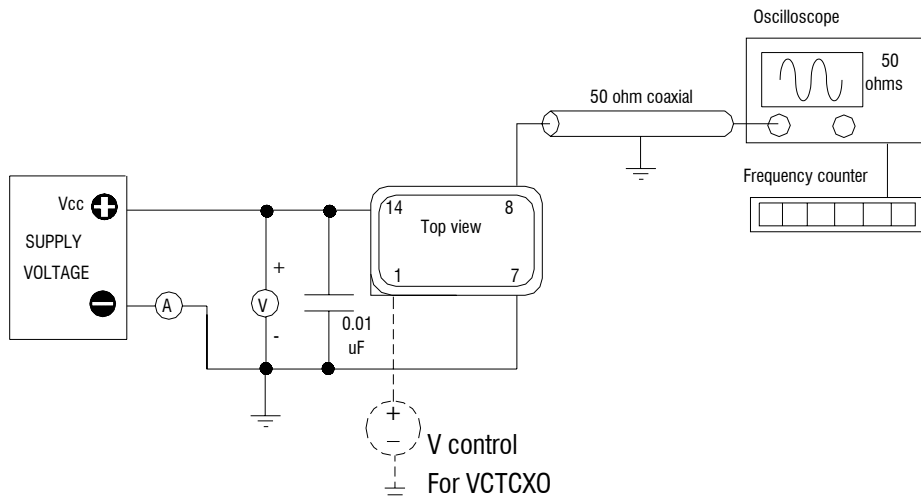 Oscilloscope
50
ohms
50 ohm coaxial
Frequency counter
Vcc +
SUPPLY
VOLTAGE
−
A
14 8
Top view
1 7
+
V
-
0.01
uF
+
−
V control
For VCTCXO